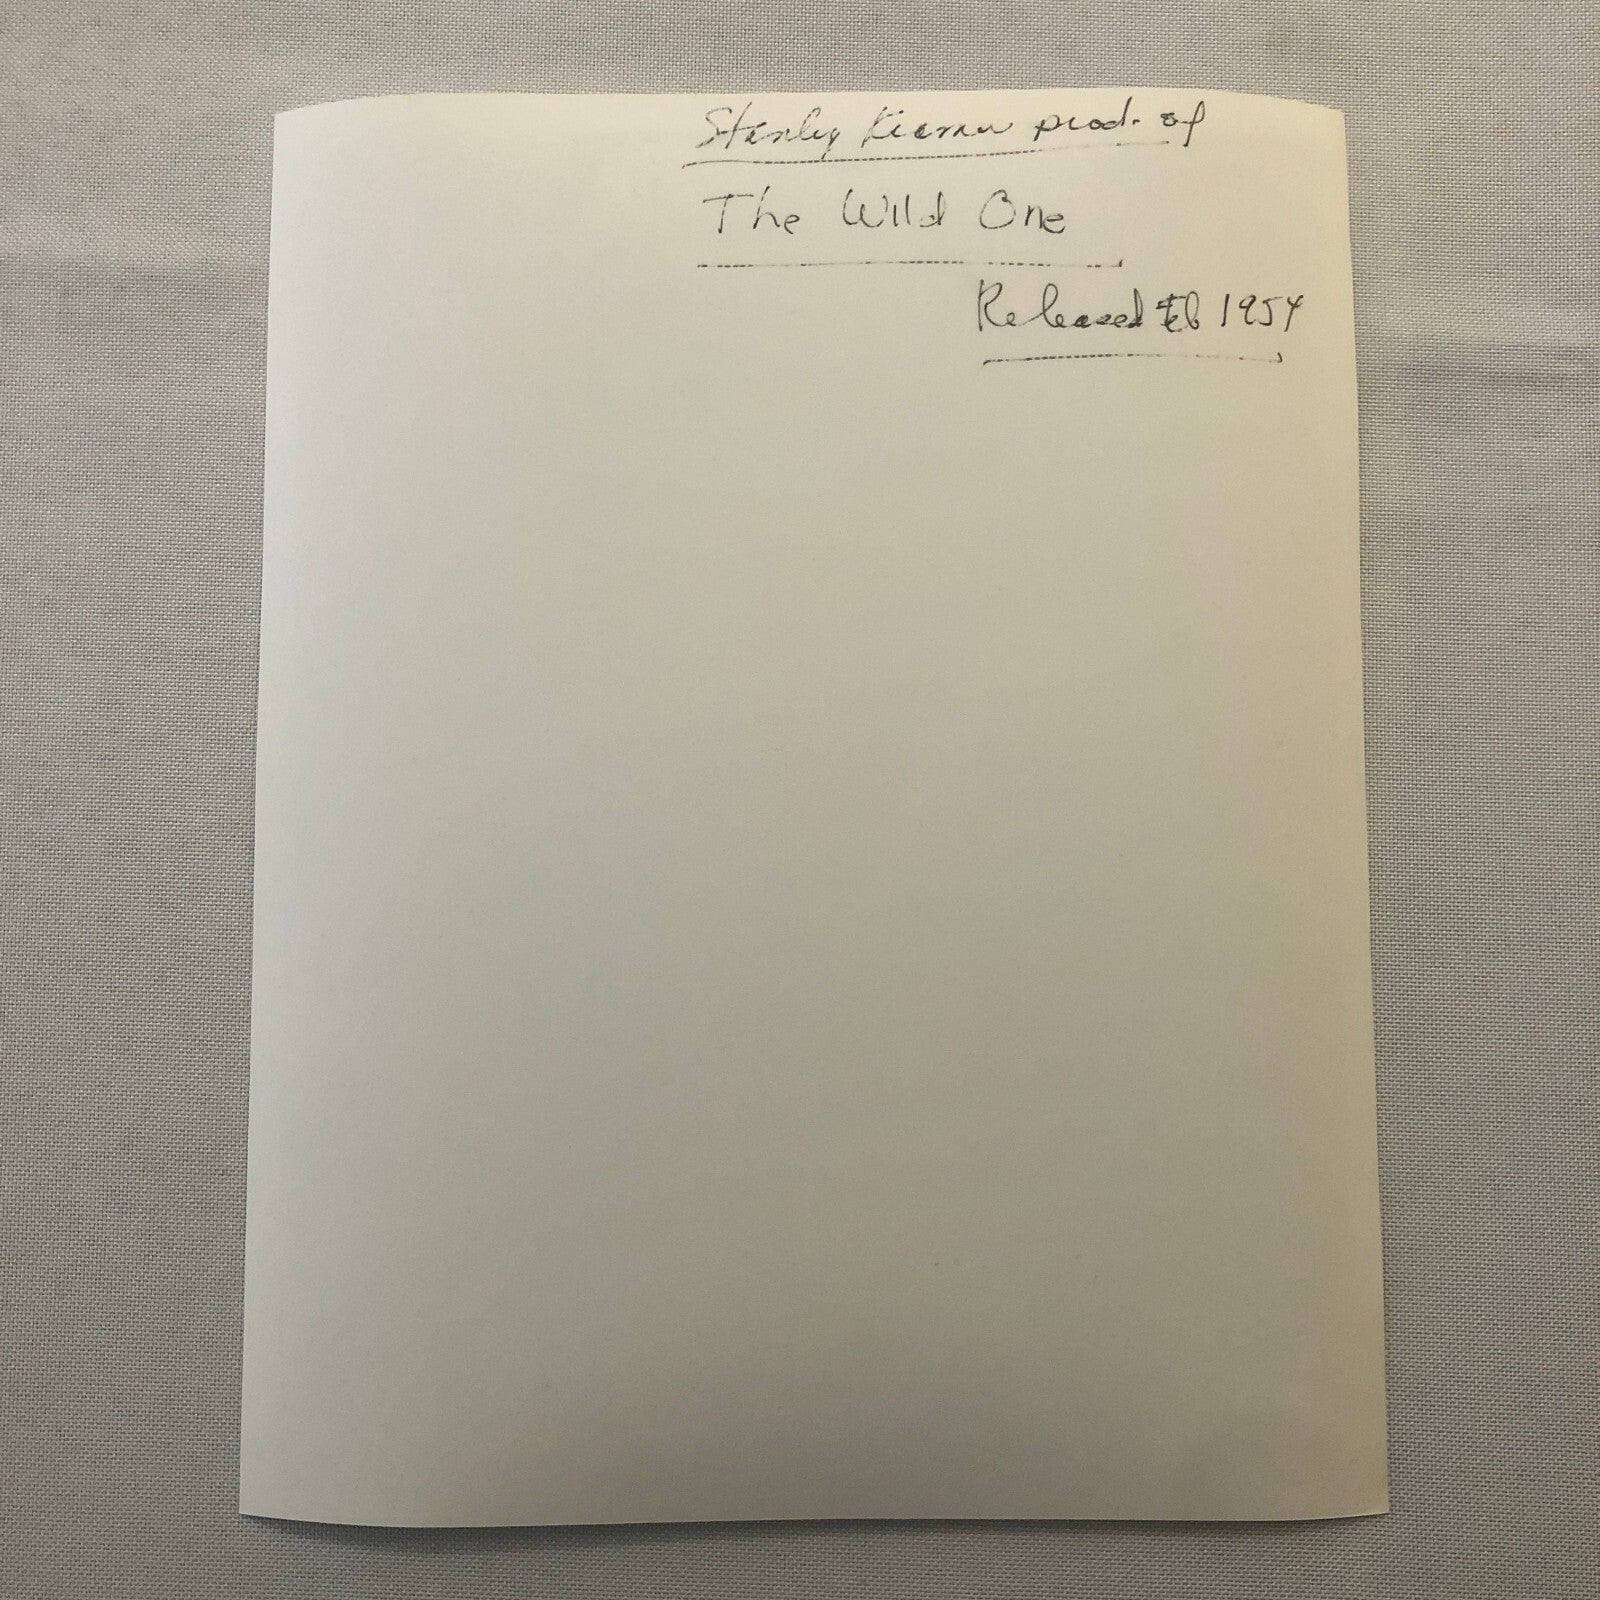 Stanley Kramer prod. of
The Wild One
Released Feb 1954